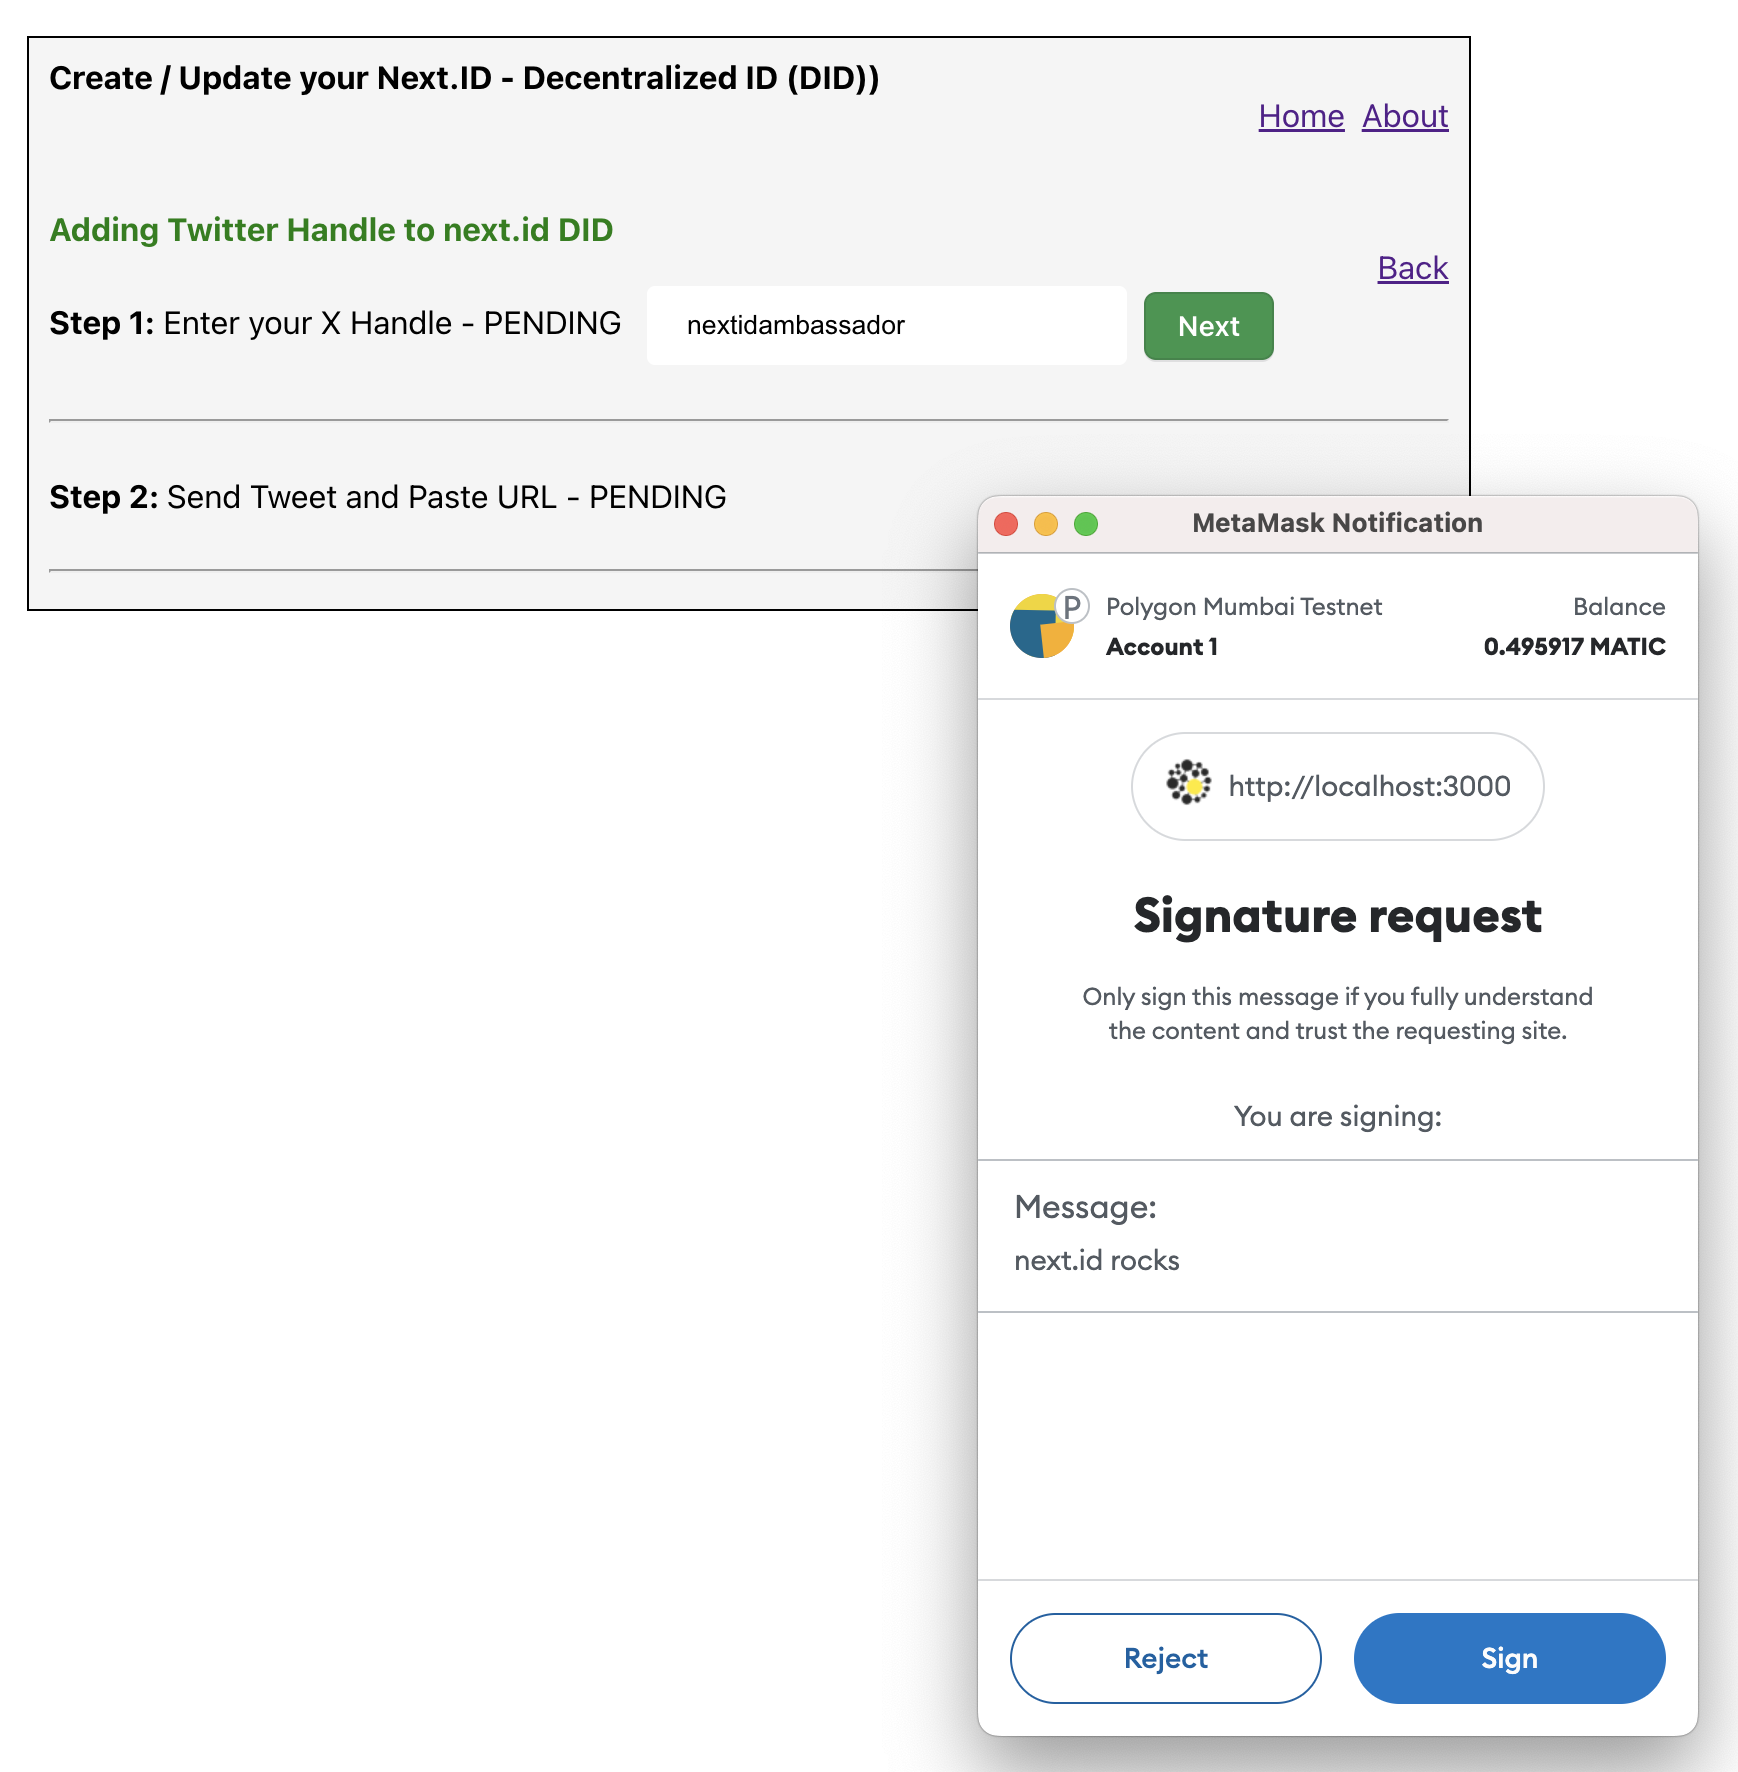 Create / Update your Next.ID - Decentralized ID (DID))
Home About
Adding Twitter Handle to next.id DID
Back
Step 1: Enter your X Handle - PENDING nextidambassador Next
Step 2: Send Tweet and Paste URL - PENDING
MetaMask Notification
P
Polygon Mumbai Testnet Balance
Account 1 0.495917 MATIC
http://localhost:3000
Signature request
Only sign this message if you fully understand
the content and trust the requesting site.
You are signing:
Message:
next.id rocks
Reject Sign